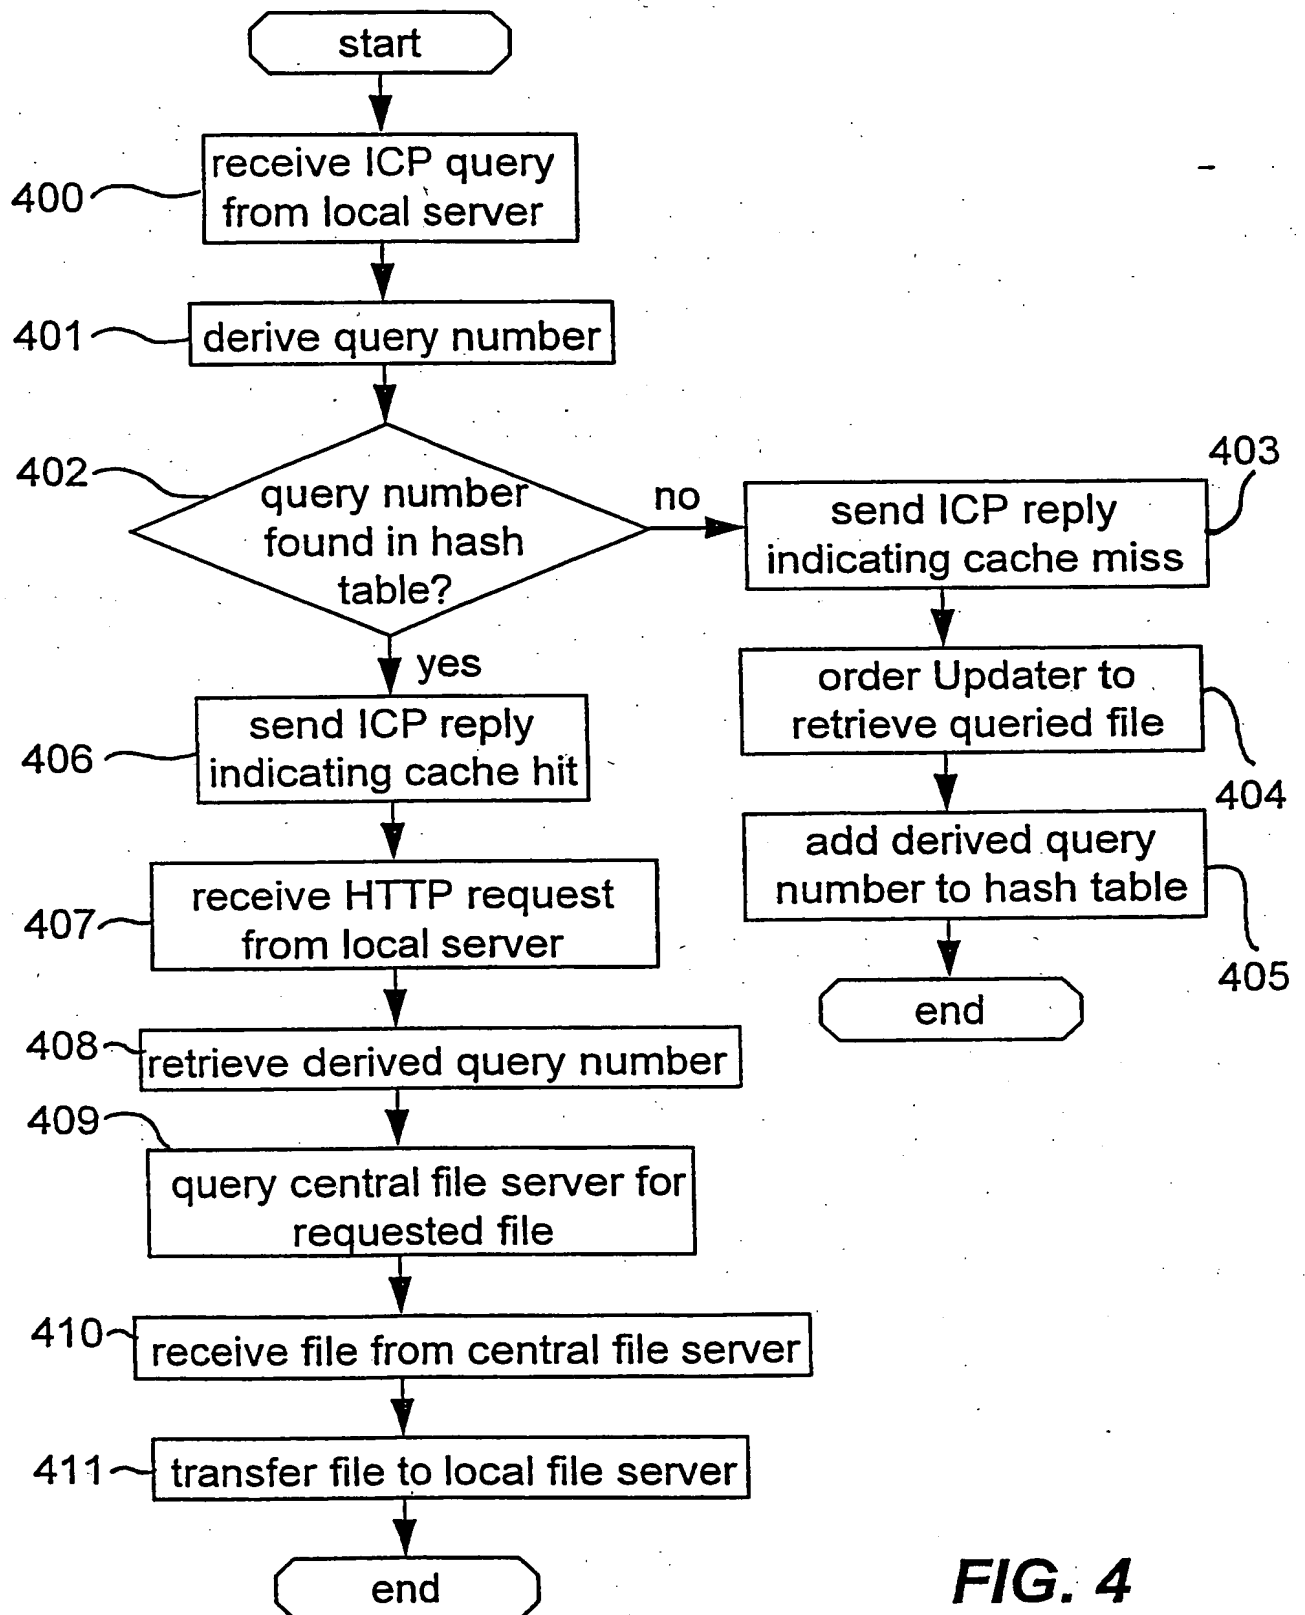 start
400
receive ICP query
from local server
401
derive query number
402
query number
found in hash
table?
no
403
send ICP reply
indicating cache miss
yes
order Updater to
retrieve queried file
404
406
send ICP reply
indicating cache hit
add derived query
number to hash table
405
407
receive HTTP request
from local server
end
408
retrieve derived query number
409
query central file server for
requested file
410
receive file from central file server
411
transfer file to local file server
end
FIG. 4